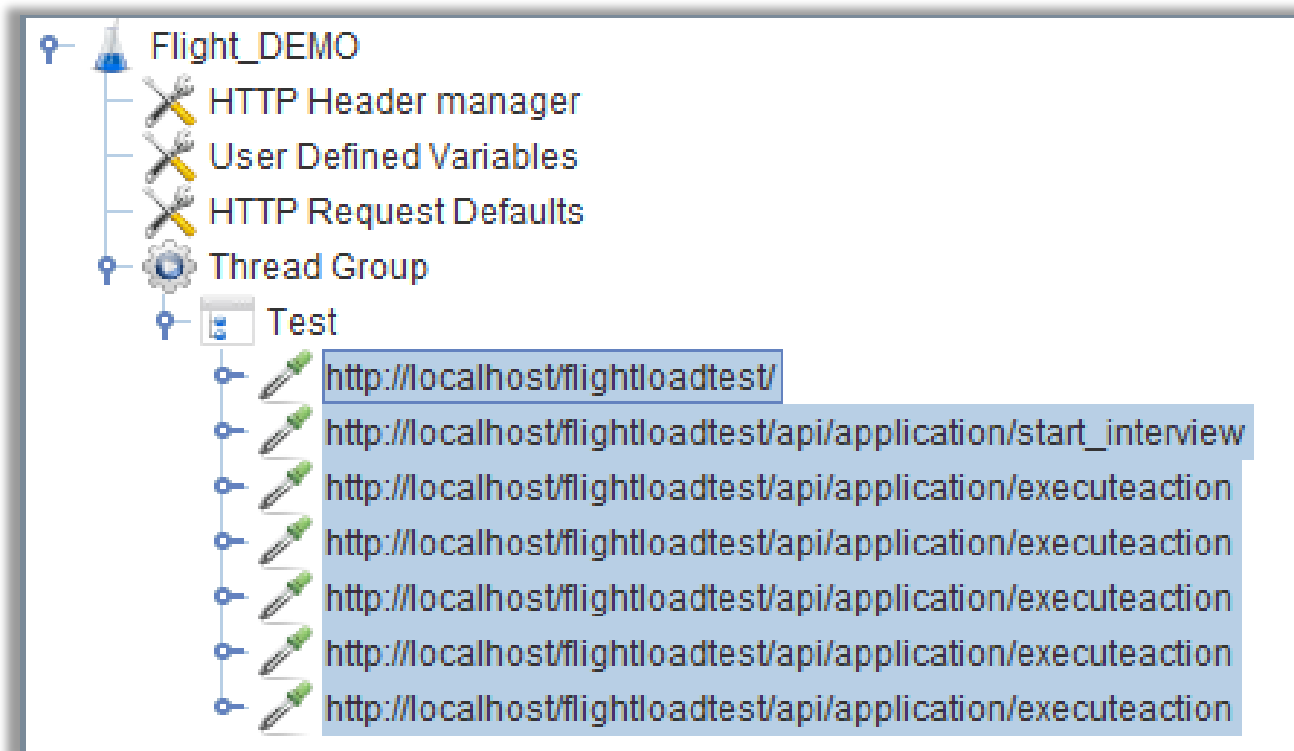 Flight_DEMO
HTTP Header manager
User Defined Variables
HTTP Request Defaults
Thread Group
Test
http://localhost/flightloadtest/
http://localhost/flightloadtest/api/application/start_interview
http://localhost/flightloadtest/api/application/executeaction
http://localhost/flightloadtest/api/application/executeaction
http://localhost/flightloadtest/api/application/executeaction
http://localhost/flightloadtest/api/application/executeaction
http://localhost/flightloadtest/api/application/executeaction